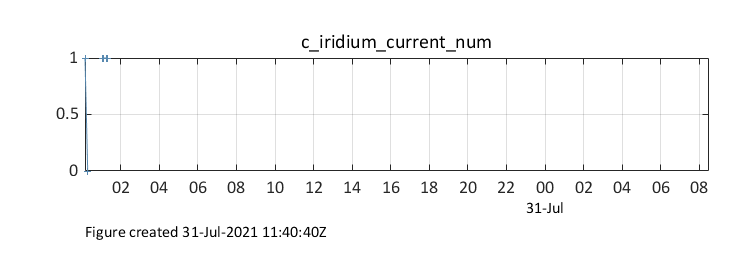 c_iridium_current_num
1
0.5
0
02 04 06 08 10 12 14 16 18 20 22 00 02 04 06 08
31-Jul
Figure created 31-Jul-2021 11:40:40Z